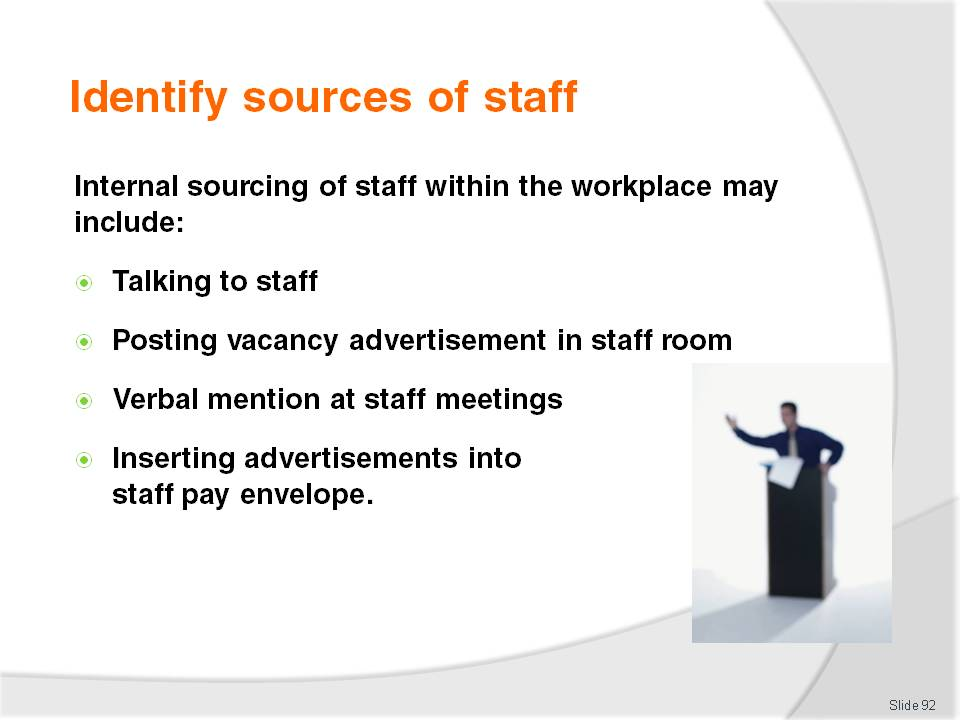 Identify sources of staff
Internal sourcing of staff within the workplace may
include:
Talking to staff
Posting vacancy advertisement in staff room
Verbal mention at staff meetings
Inserting advertisements into
staff pay envelope.
Slide 92